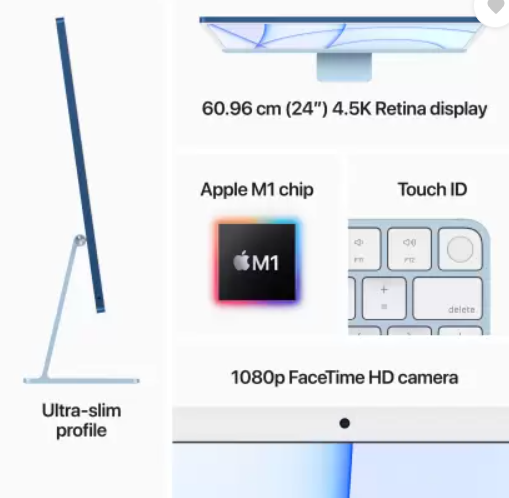 60.96 cm (24″) 4.5K Retina display
Apple M1 chip
Touch ID
M1
F11
F12
+
=
delete
1080p FaceTime HD camera
Ultra-slim
profile